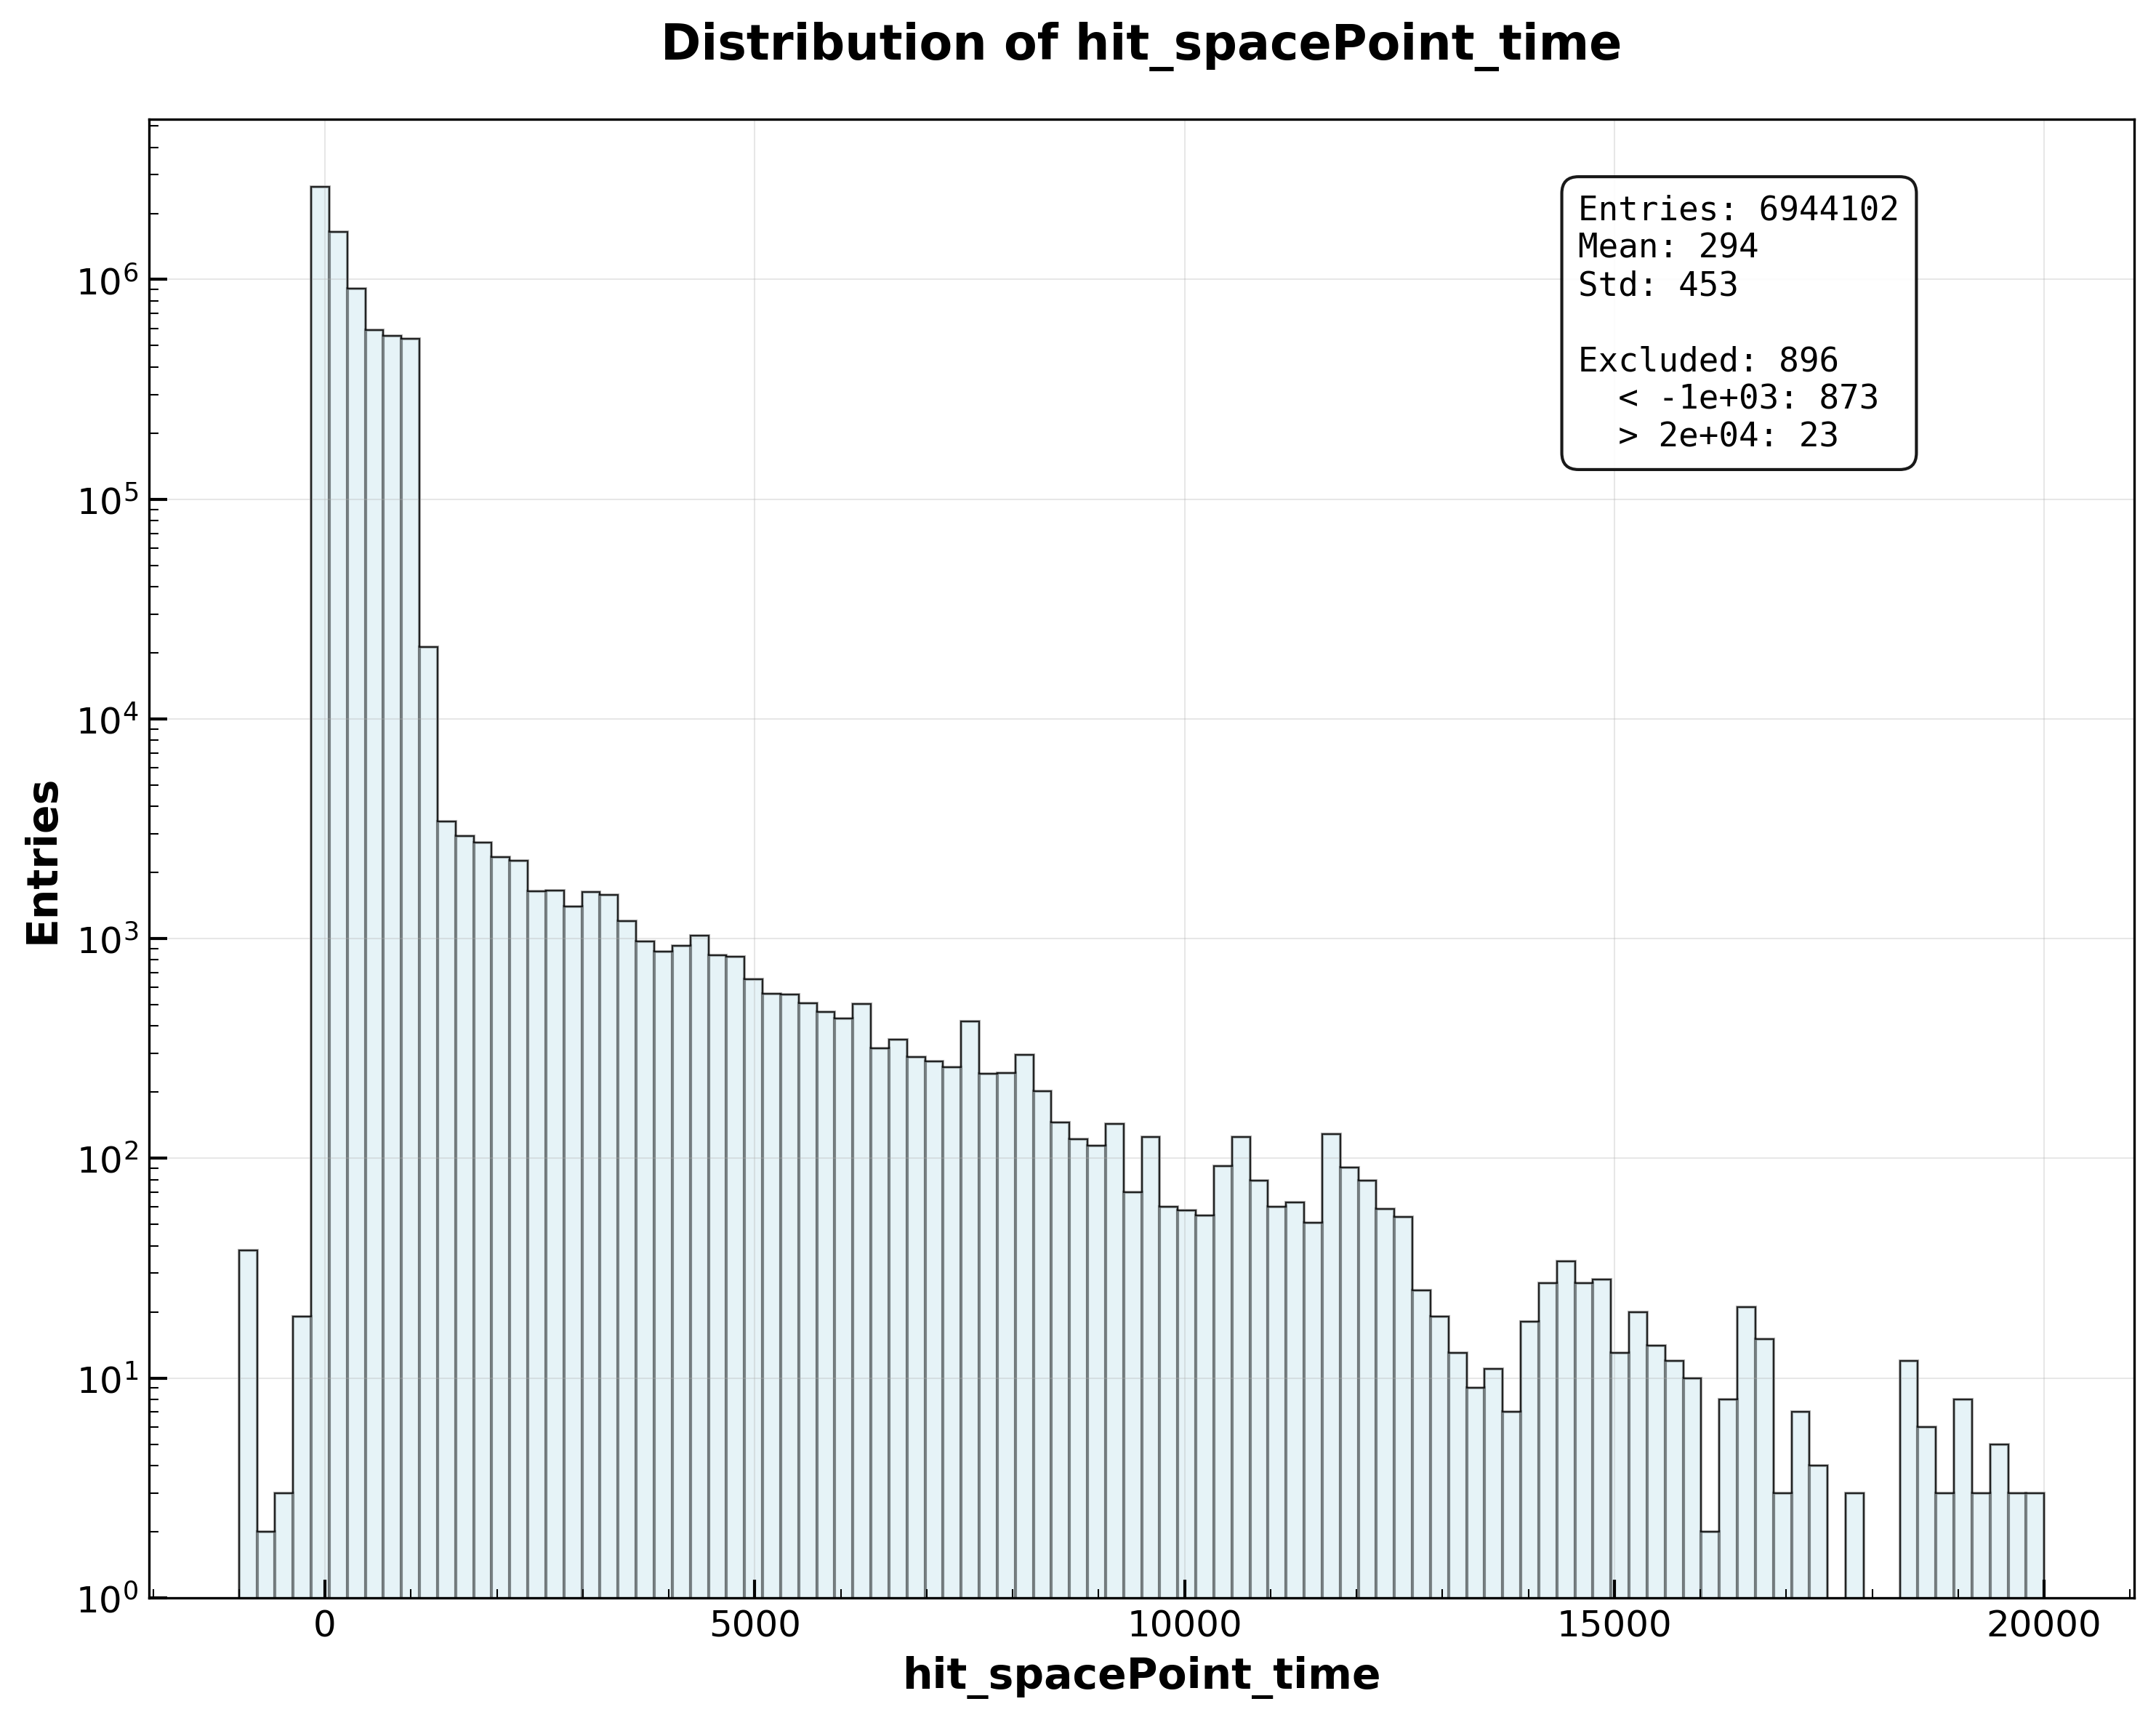 Distribution of hit_spacePoint_time
Entries: 6944102
Mean: 294
Std: 453
Excluded: 896
< -1e+03: 873
> 2e+04: 23
10⁶
10⁵
10⁴
10³
10²
10¹
10⁰
Entries
0 5000 10000 15000 20000
hit_spacePoint_time